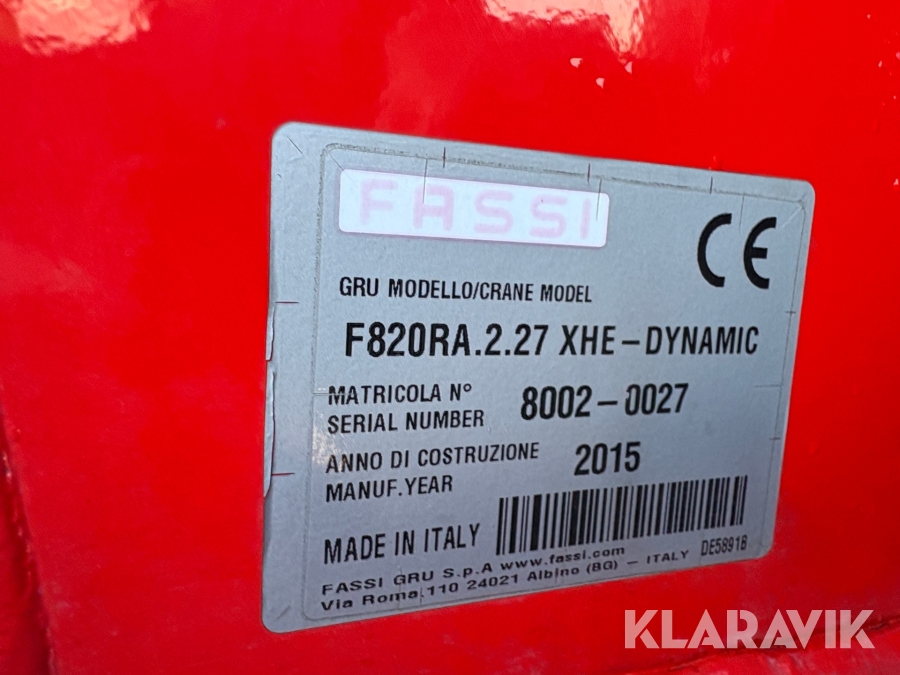 FASSI
CE
GRU MODELLO/CRANE MODEL
F820RA.2.27 XHE-DYNAMIC
MATRICOLA N°
SERIAL NUMBER 8002-0027
ANNO DI COSTRUZIONE
MANUF.YEAR 2015
MADE IN ITALY
DE5891B
FASSI GRU S.p.A www.fassi.com
Via Roma,110 24021 Albino (BG) - ITALY
KLARAVIK